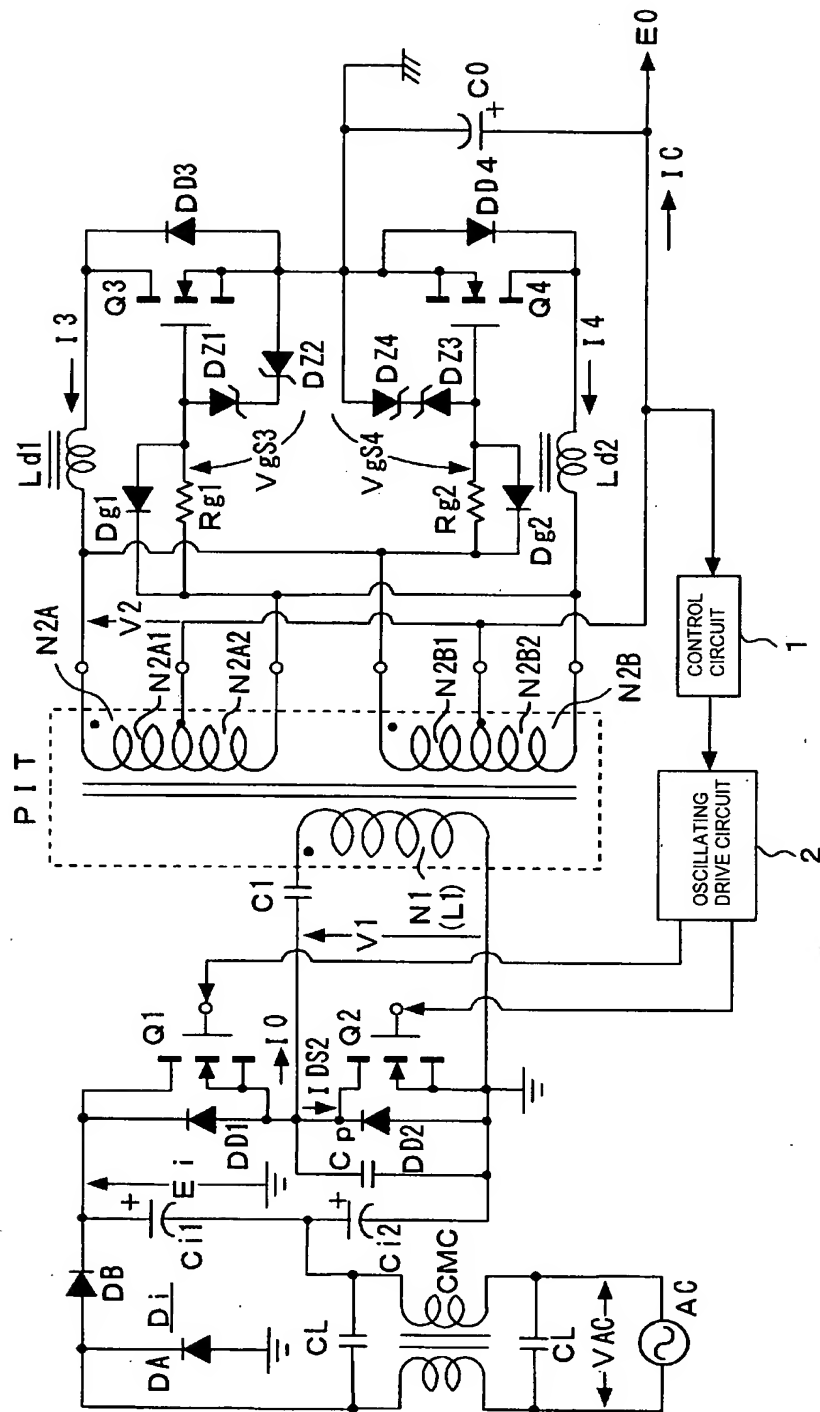 PIT
N2A
N2A1
N2A2
N2B1
N2B2
N2B
V2
Ld1
I3
Dg1
Rg1
VgS3
DZ1
DZ2
Q3
DD3
VgS4
Rg2
Dg2
DZ4
DZ3
Q4
DD4
Ld2
I4
C0
+
IC
E0
C1
V1
N1
(L1)
Q1
I0
IDS2
Q2
DD1
Cp
DD2
Ei
+
Ci1
+
Ci2
DB
DA
Di
CL
CMC
CL
VAC
AC
CONTROL
CIRCUIT
1
OSCILLATING
DRIVE CIRCUIT
2